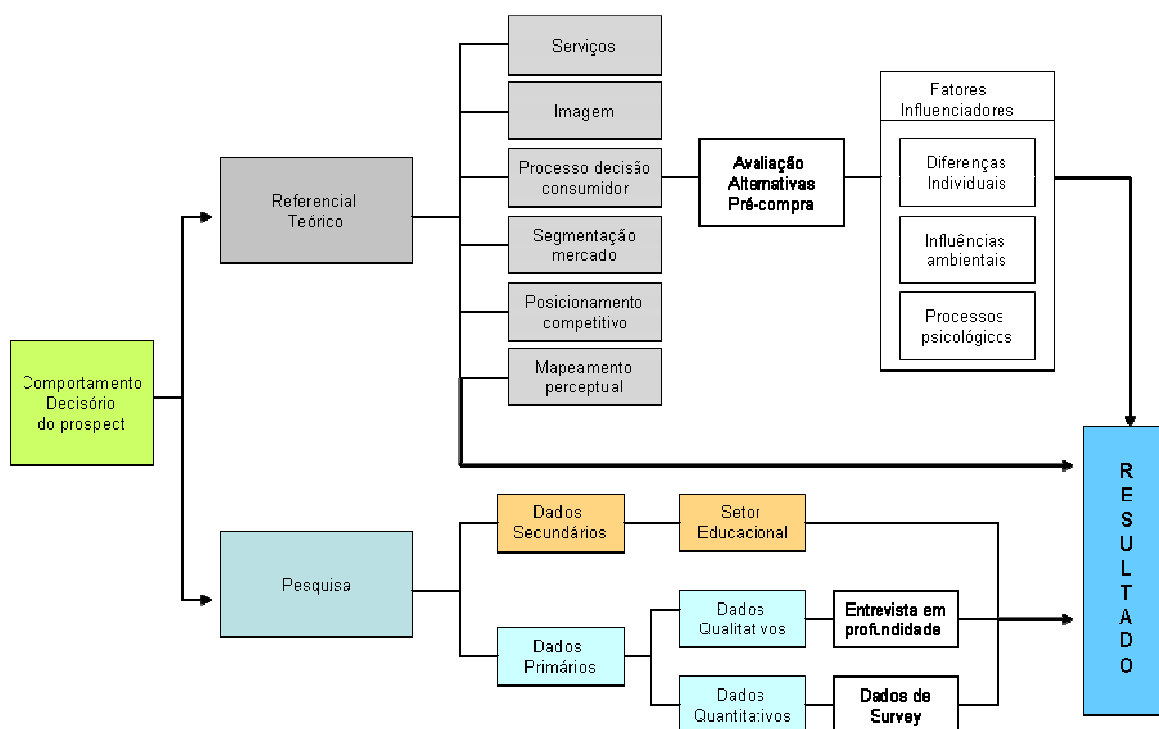 Serviços
Imagem
Processo decisão
consumidor
Segmentação
mercado
Posicionamento
competitivo
Mapeamento
perceptual
Referencial
Teórico
Avaliação
Alternativas
Pré-compra
Fatores
Influenciadores
Diferenças
Individuais
Influências
ambientais
Processos
psicológicos
Comportamento
Decisório
do prospect
Pesquisa
Dados
Secundários
Setor
Educacional
Dados
Primários
Dados
Qualitativos
Entrevista em
profundidade
Dados
Quantitativos
Dados de
Survey
R
E
S
U
L
T
A
D
O